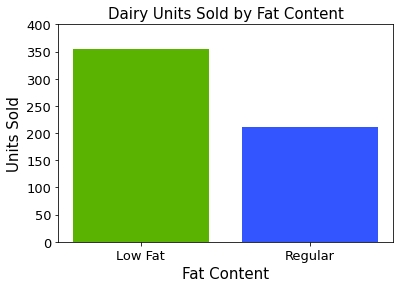 Dairy Units Sold by Fat Content
400
350
300
250
200
150
100
50
0
Units Sold
Low Fat Regular
Fat Content